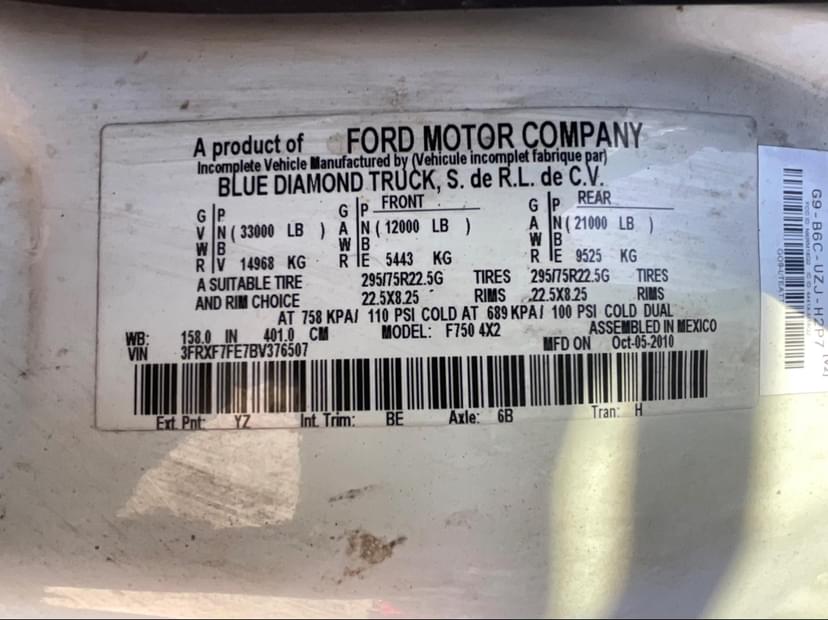 A product of FORD MOTOR COMPANY
Incomplete Vehicle Manufactured by (Vehicule incomplet fabrique par)
BLUE DIAMOND TRUCK, S. de R.L. de C.V.
FRONT REAR
G P G P G P
V N ( 33000 LB ) A N ( 12000 LB ) A N ( 21000 LB )
W B W B W B
R V 14968 KG R E 5443 KG R E 9525 KG
A SUITABLE TIRE 295/75R22.5G TIRES 295/75R22.5G TIRES
AND RIM CHOICE 22.5X8.25 RIMS 22.5X8.25 RIMS
AT 758 KPA/ 110 PSI COLD AT 689 KPA/ 100 PSI COLD DUAL
WB: 158.0 IN 401.0 CM MODEL: F750 4X2 ASSEMBLED IN MEXICO
VIN 3FRXF7FE7BV376507 MFD ON Oct-05-2010
Ext Pnt: YZ Int Trim: BE Axle: 6B Tran: H
G9-B6C-UZJ-H2P7